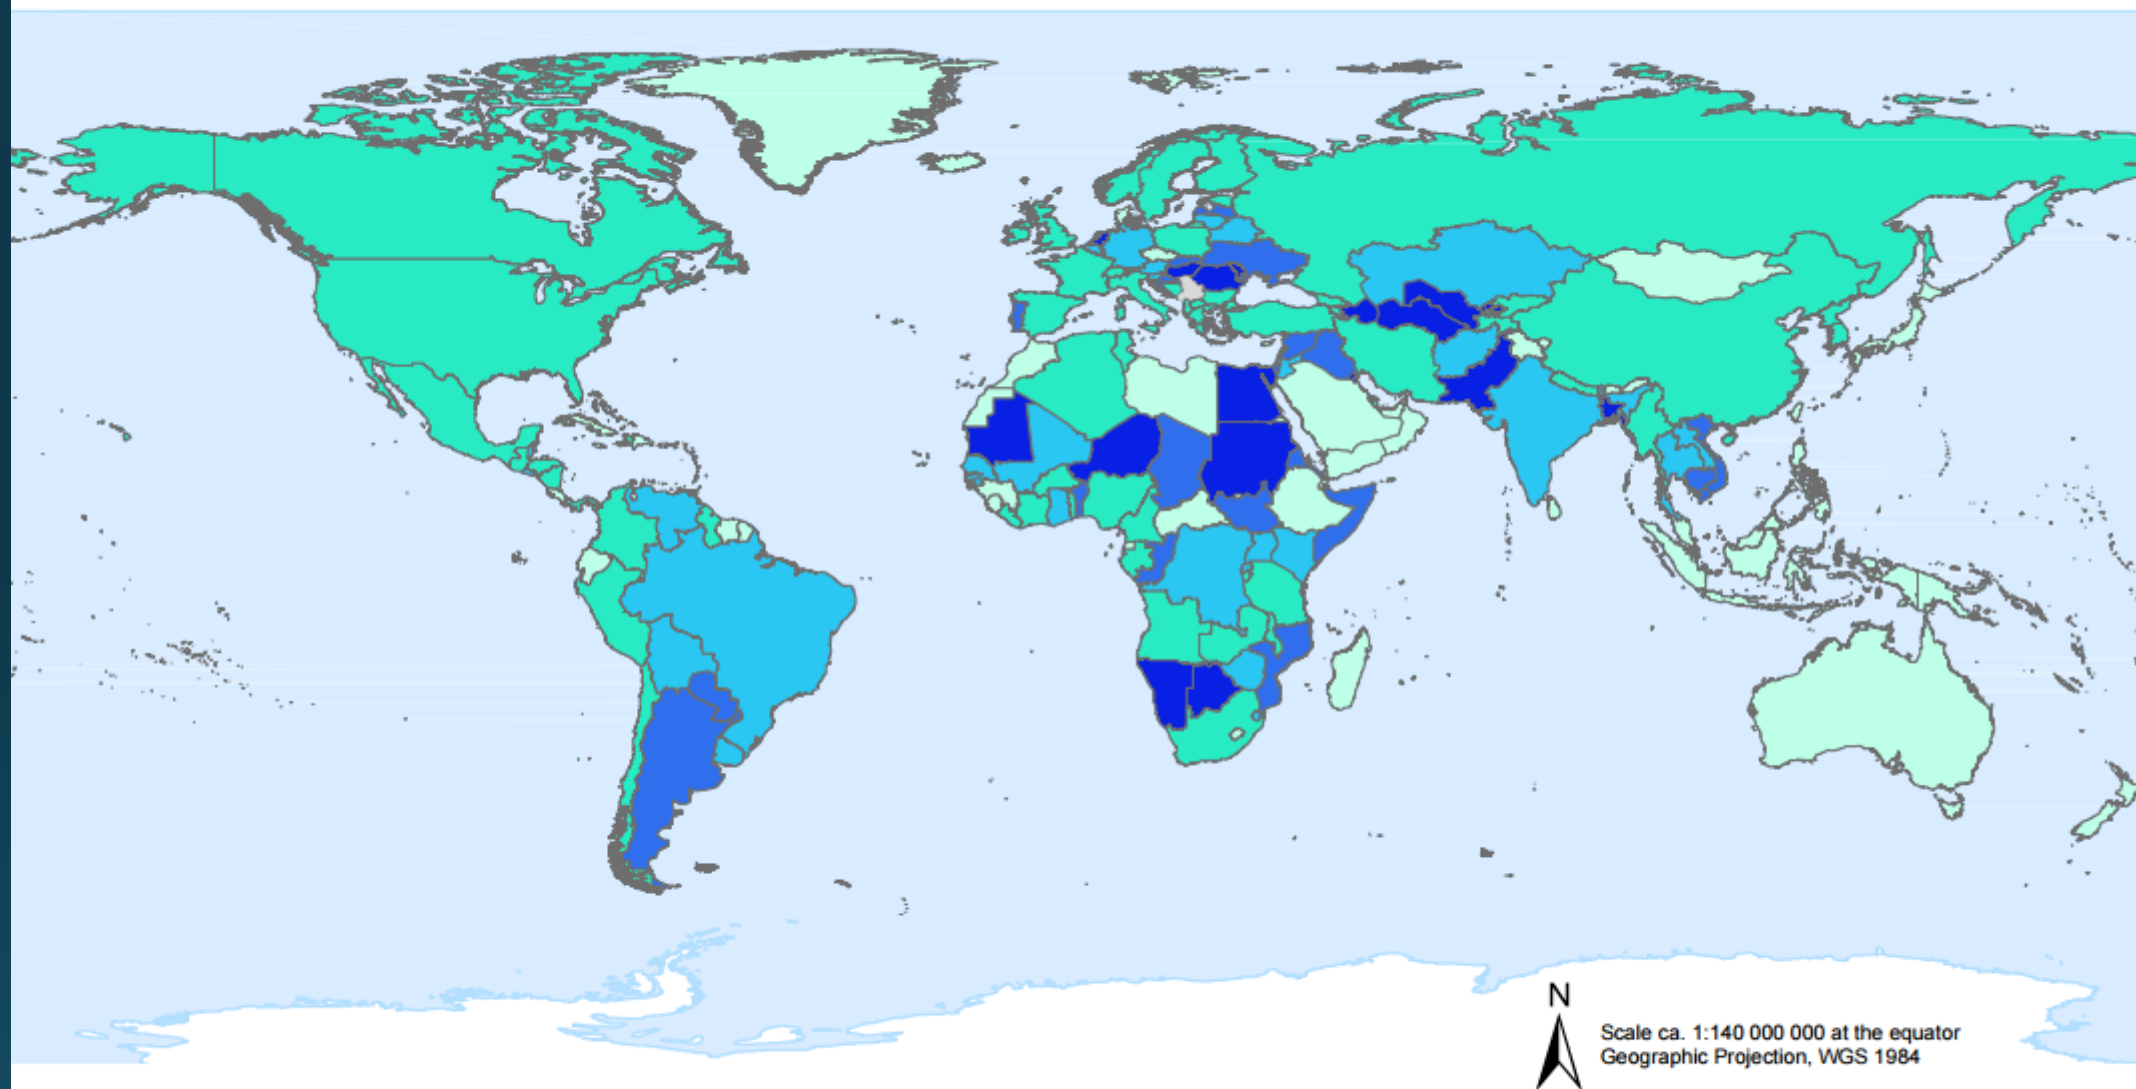 N
Scale ca. 1:140 000 000 at the equator
Geographic Projection, WGS 1984